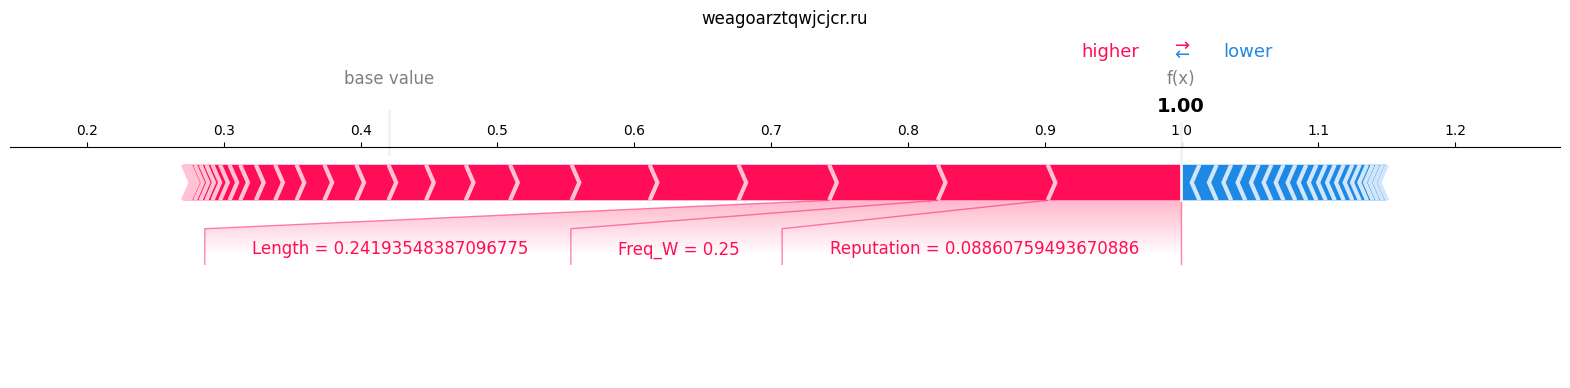 weagoarztqwjcjcr.ru
higher → ← lower
base value f(x)
1.00
0.2 0.3 0.4 0.5 0.6 0.7 0.8 0.9 1.0 1.1 1.2
Length = 0.24193548387096775 Freq_W = 0.25 Reputation = 0.08860759493670886